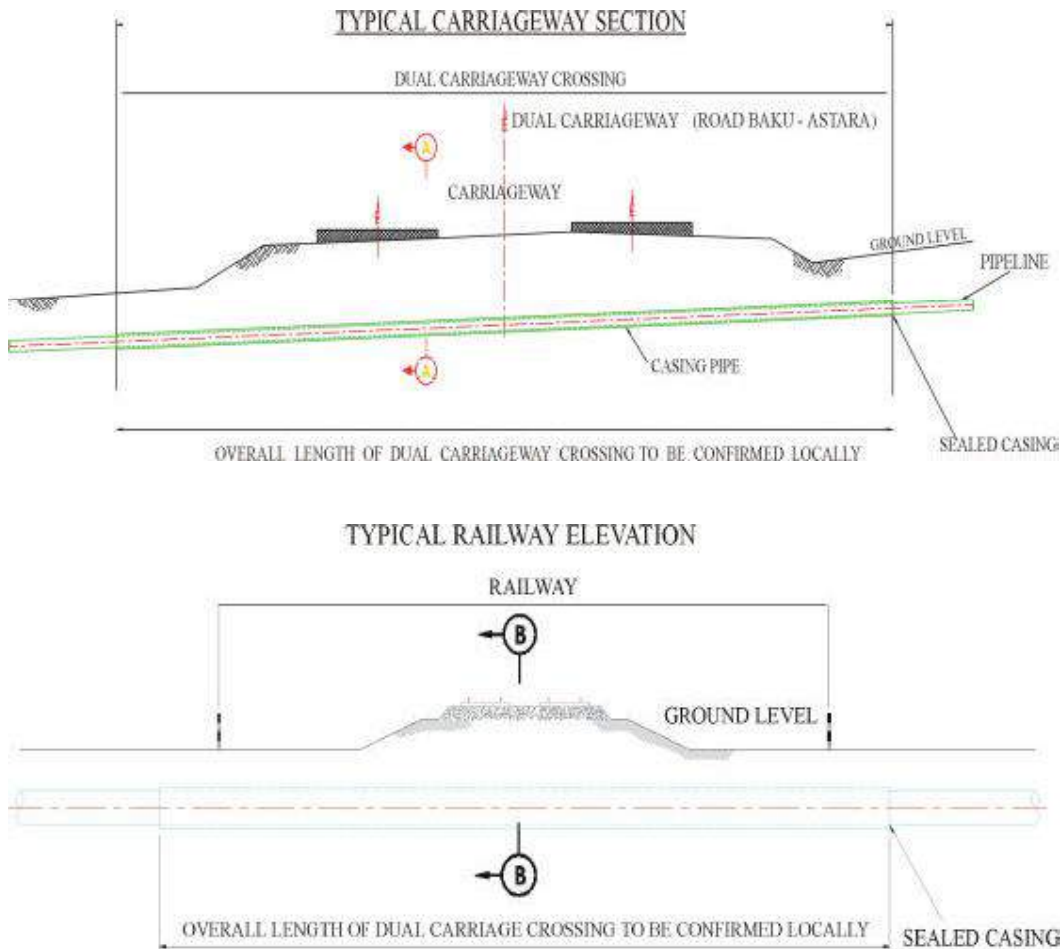 TYPICAL CARRIAGEWAY SECTION
DUAL CARRIAGEWAY CROSSING
DUAL CARRIAGEWAY (ROAD BAKU - ASTARA)
A
CARRIAGEWAY
GROUND LEVEL
PIPELINE
A
CASING PIPE
SEALED CASING
OVERALL LENGTH OF DUAL CARRIAGEWAY CROSSING TO BE CONFIRMED LOCALLY
TYPICAL RAILWAY ELEVATION
RAILWAY
B
GROUND LEVEL
B
OVERALL LENGTH OF DUAL CARRIAGE CROSSING TO BE CONFIRMED LOCALLY
SEALED CASING